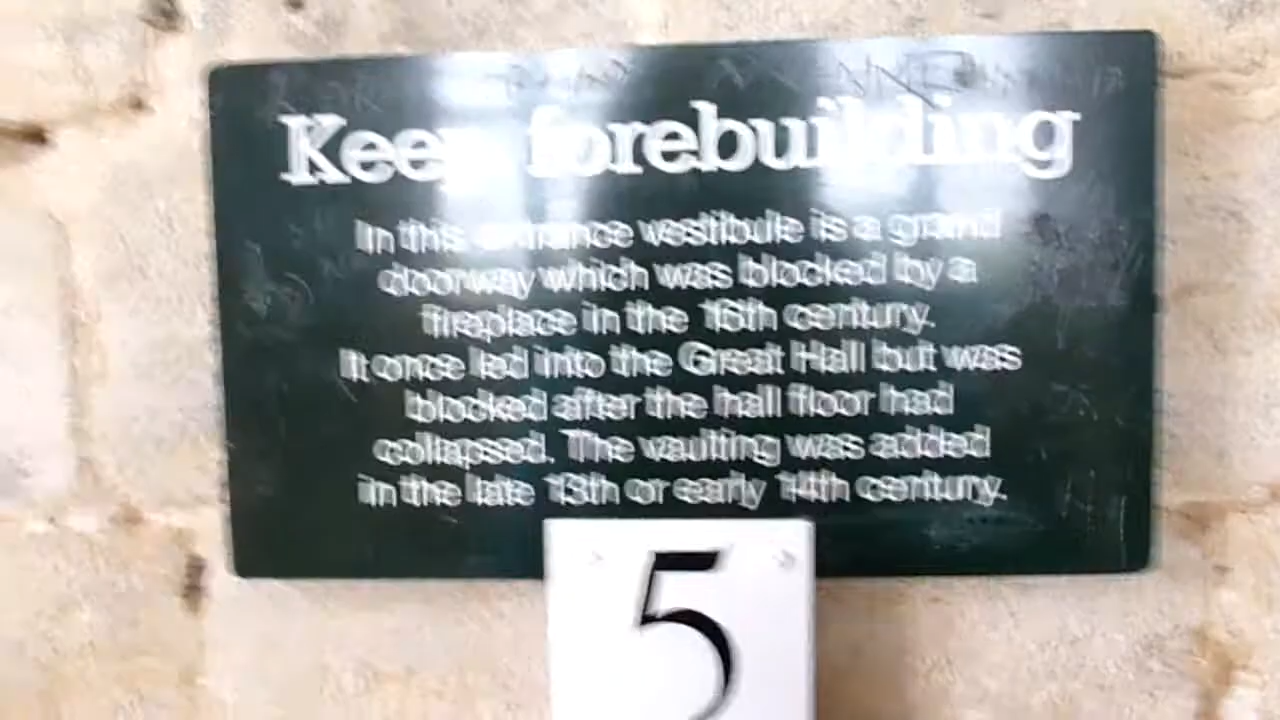 Keep forebuilding
In this entrance vestibule is a grand
doorway which was blocked by a
fireplace in the 16th century.
It once led into the Great Hall but was
blocked after the hall floor had
collapsed. The vaulting was added
in the late 13th or early 14th century.
5